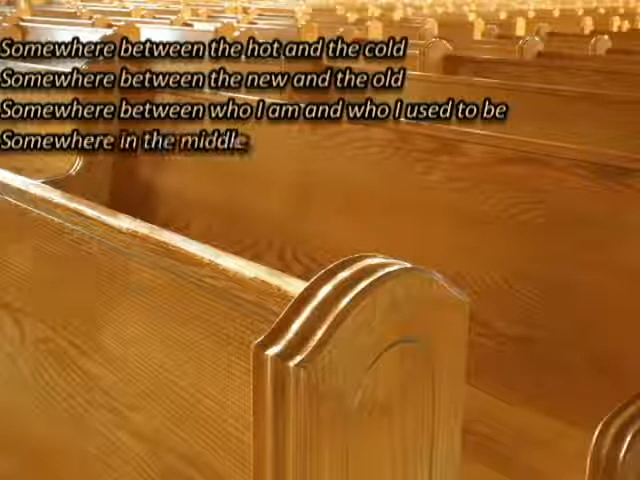 Somewhere between the hot and the cold
Somewhere between the new and the old
Somewhere between who I am and who I used to be
Somewhere in the middle